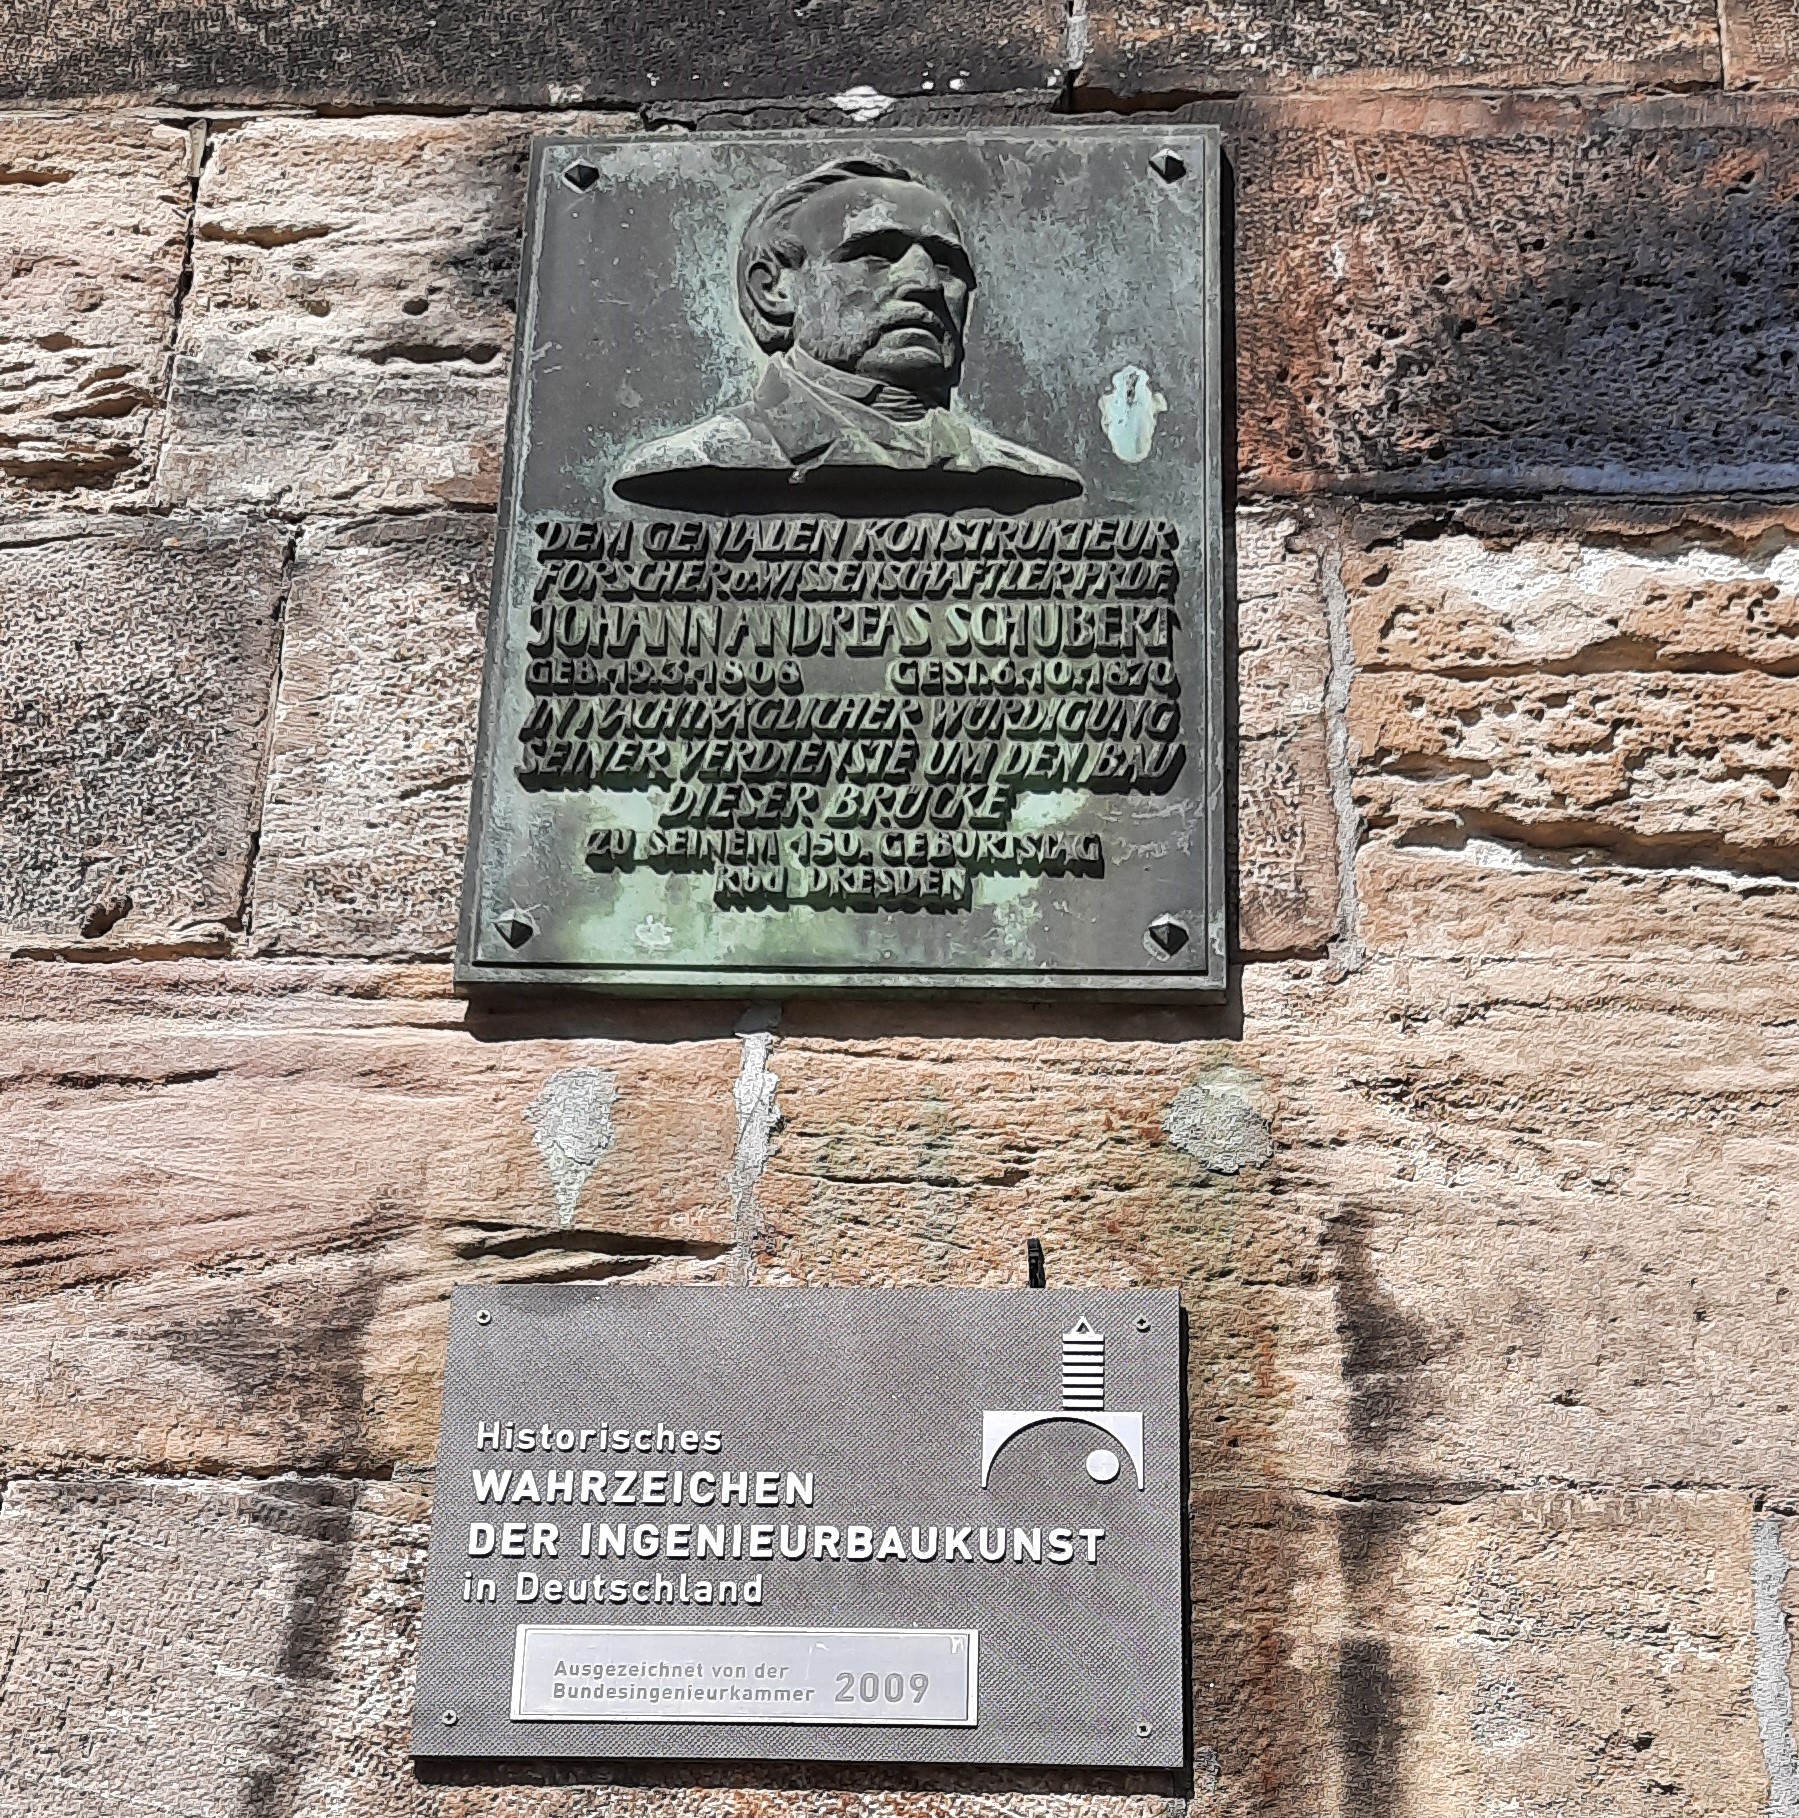 DEM GENIALEN KONSTRUKTEUR
FORSCHER U. WISSENSCHAFTLER PROF
JOHANN ANDREAS SCHUBERT
GEB. 19.3.1808 GEST. 6.10.1870
IN NACHTRÄGLICHER WÜRDIGUNG
SEINER VERDIENSTE UM DEN BAU
DIESER BRÜCKE
ZU SEINEM 150. GEBURTSTAG
Rbd DRESDEN
Historisches
WAHRZEICHEN
DER INGENIEURBAUKUNST
in Deutschland
Ausgezeichnet von der
Bundesingenieurkammer 2009